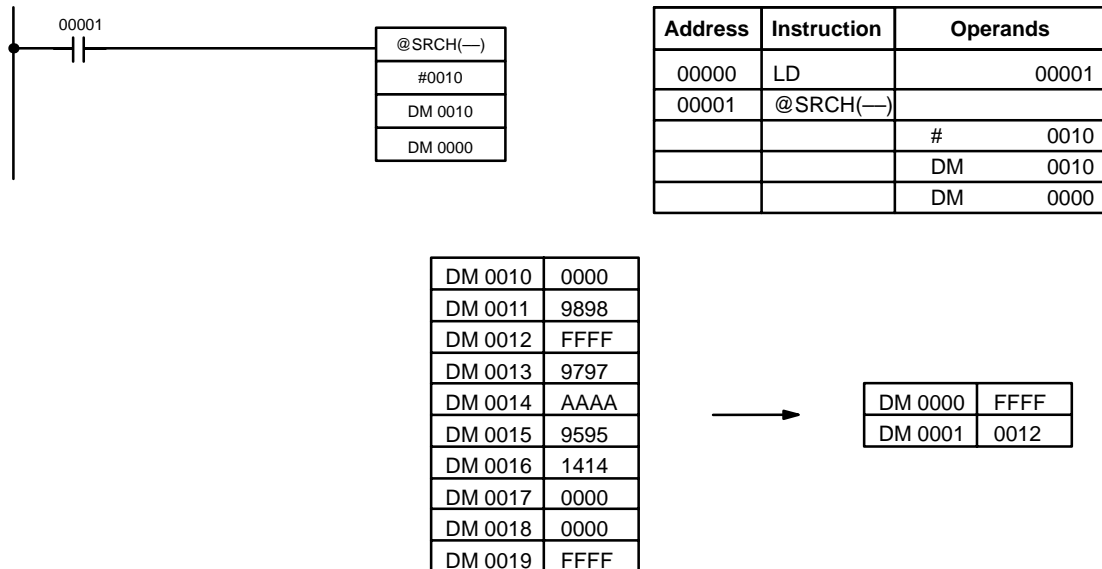 00001
@SRCH(—)
#0010
DM 0010
DM 0000
Address Instruction Operands
00000 LD 00001
00001 @SRCH(—)
# 0010
DM 0010
DM 0000
DM 0010 0000
DM 0011 9898
DM 0012 FFFF
DM 0013 9797
DM 0014 AAAA
DM 0015 9595
DM 0016 1414
DM 0017 0000
DM 0018 0000
DM 0019 FFFF
DM 0000 FFFF
DM 0001 0012